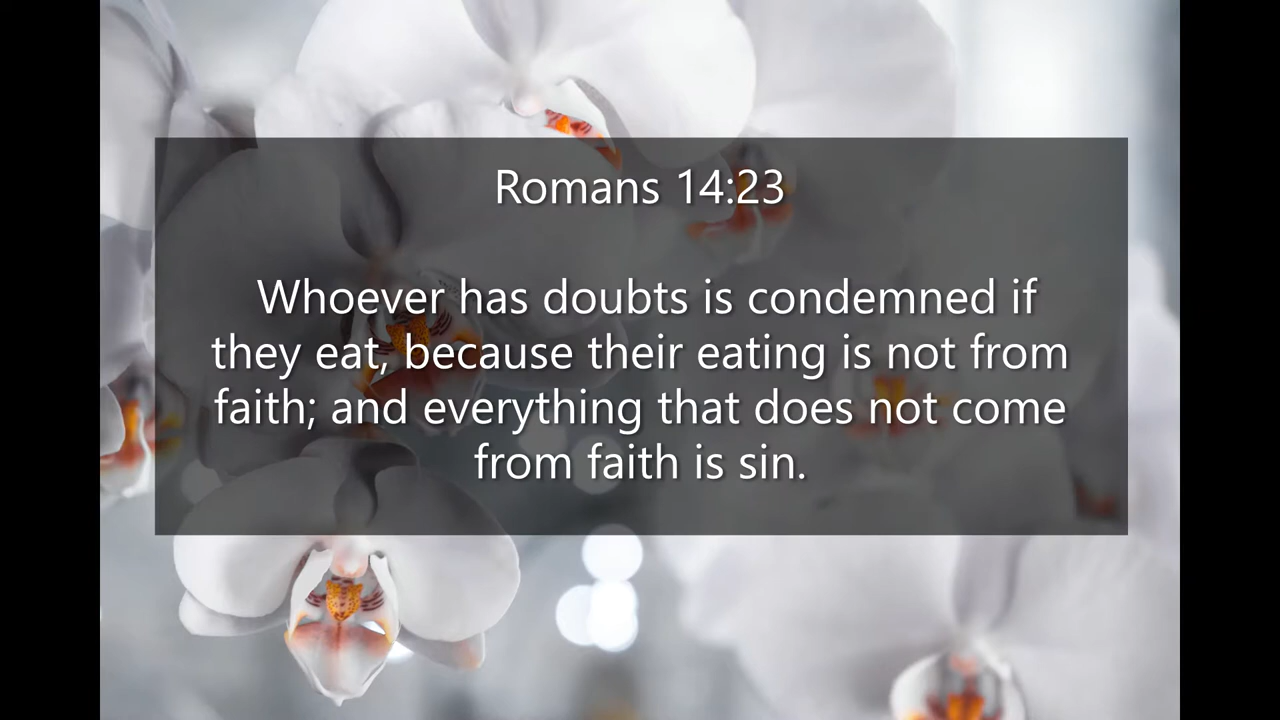 Romans 14:23
Whoever has doubts is condemned if
they eat, because their eating is not from
faith; and everything that does not come
from faith is sin.